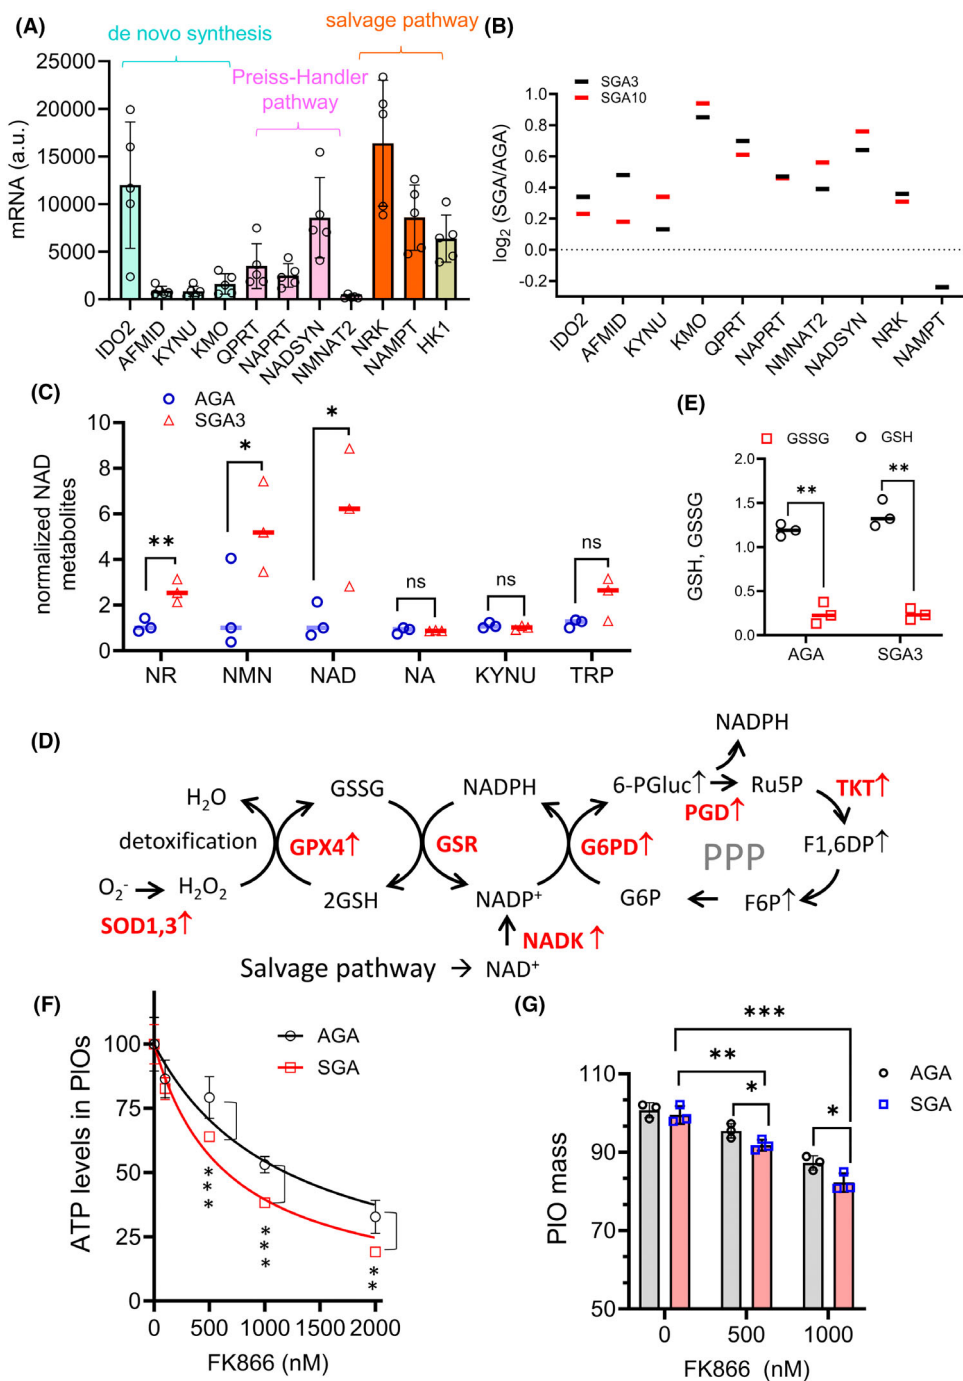 (A)
de novo synthesis
salvage pathway
Preiss-Handler
pathway
mRNA (a.u.)
25000
20000
15000
10000
5000
0
IDO2
AFMID
KYNU
KMO
QPRT
NAPRT
NADSYN
NMNAT2
NRK
NAMPT
HK1
(B)
SGA3
SGA10
log2 (SGA/AGA)
1.0
0.8
0.6
0.4
0.2
0.0
-0.2
IDO2
AFMID
KYNU
KMO
QPRT
NAPRT
NMNAT2
NADSYN
NRK
NAMPT
(C)
AGA
SGA3
normalized NAD
metabolites
10
8
6
4
2
0
**
*
*
ns
ns
ns
NR
NMN
NAD
NA
KYNU
TRP
(E)
GSSG
GSH
GSH, GSSG
2.0
1.5
1.0
0.5
0.0
**
**
AGA
SGA3
(D)
NADPH
H2O
GSSG
NADPH
6-PGluc↑
Ru5P
TKT↑
PGD↑
detoxification
GPX4↑
GSR
G6PD↑
PPP
F1,6DP↑
O2-
H2O2
2GSH
NADP+
G6P
F6P↑
SOD1,3↑
NADK ↑
Salvage pathway → NAD+
(F)
AGA
SGA
ATP levels in PIOs
100
75
50
25
0
***
***
**
0
500
1000
1500
2000
FK866 (nM)
(G)
***
**
*
*
AGA
SGA
PIO mass
110
90
70
50
0
500
1000
FK866 (nM)